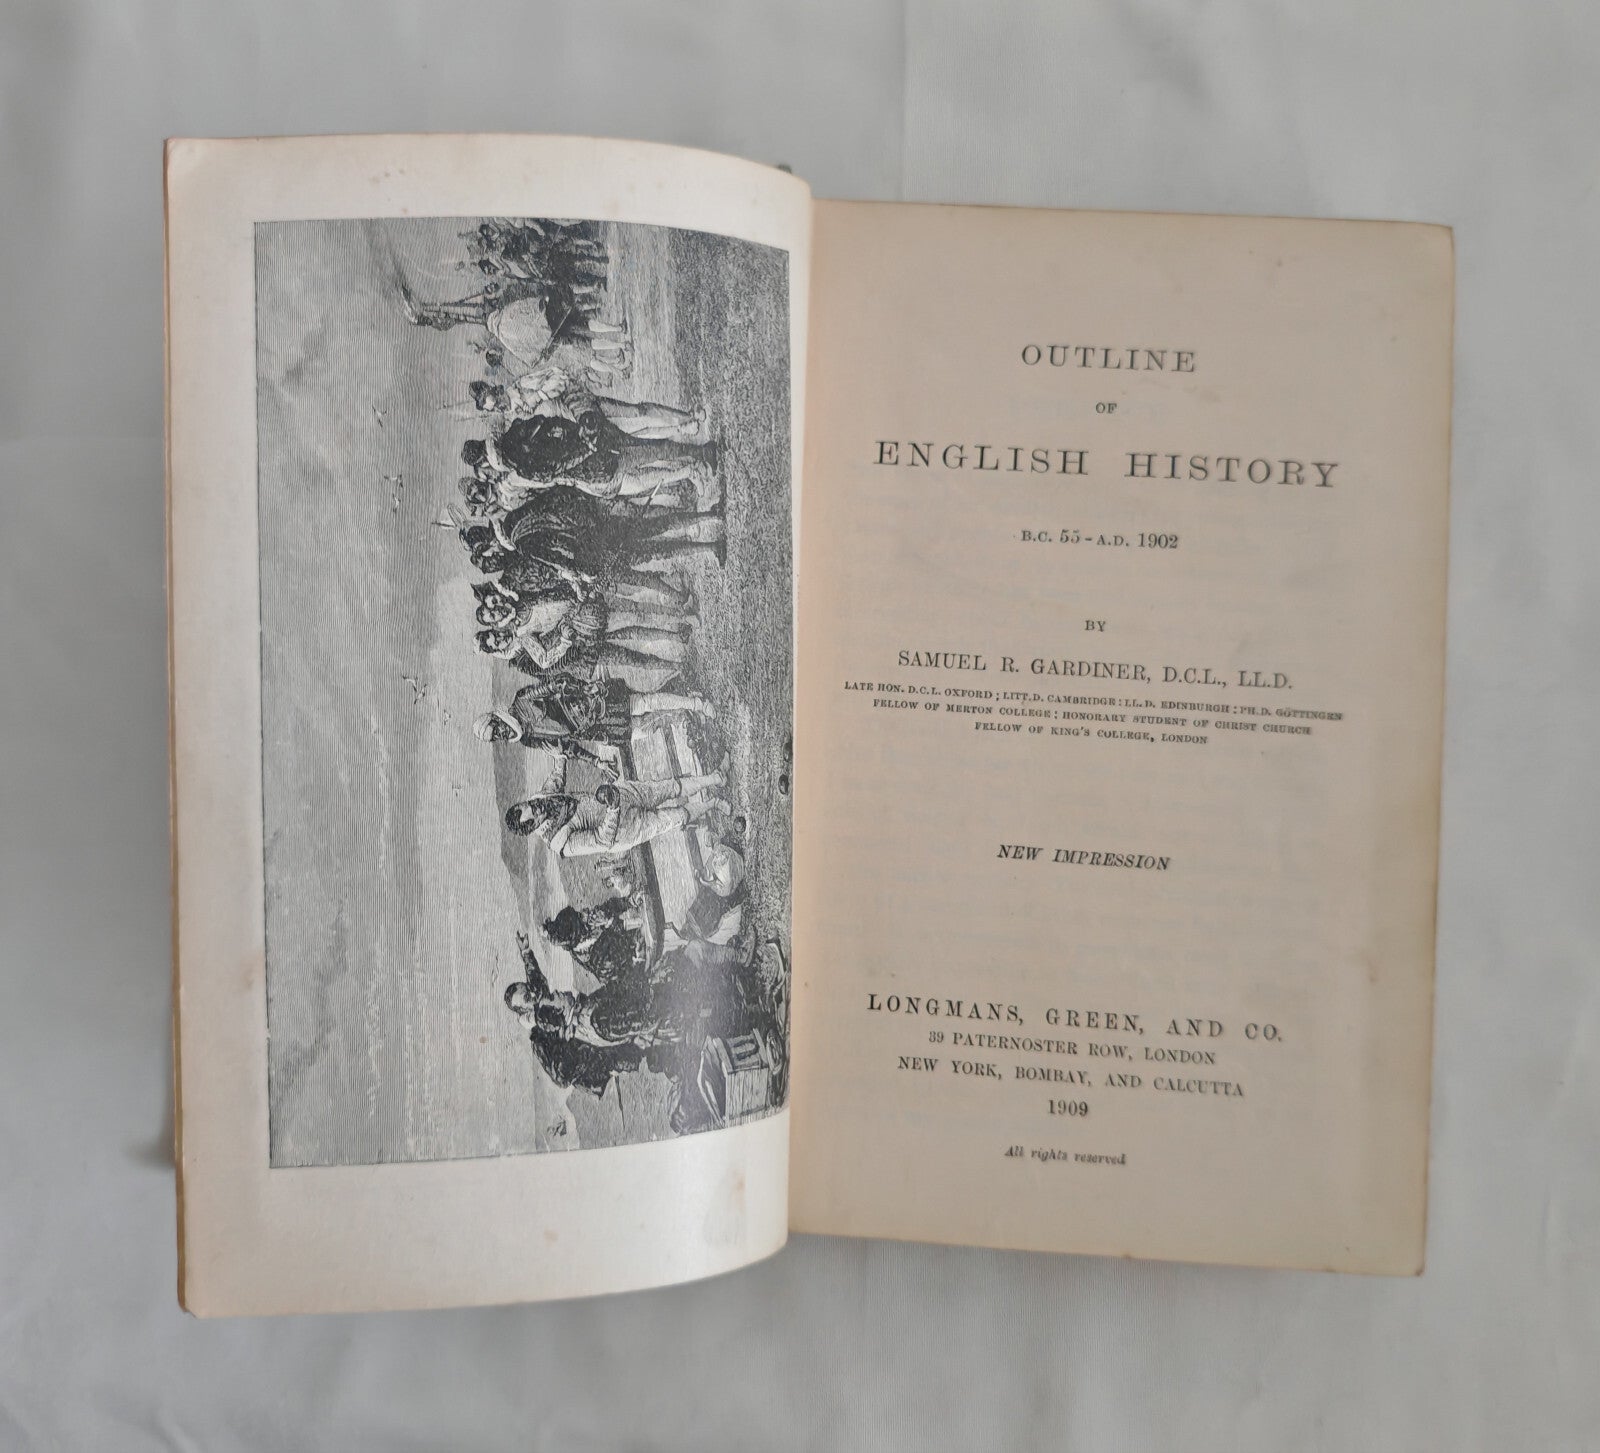 OUTLINE
OF
ENGLISH HISTORY
B.C. 55 - A.D. 1902
BY
SAMUEL R. GARDINER, D.C.L., LL.D.
LATE HON. D.C.L. OXFORD; LITT.D. CAMBRIDGE: LL.D. EDINBURGH; PH.D. GÖTTINGEN
FELLOW OF MERTON COLLEGE; HONORARY STUDENT OF CHRIST CHURCH
FELLOW OF KING'S COLLEGE, LONDON
NEW IMPRESSION
LONGMANS, GREEN, AND CO.
39 PATERNOSTER ROW, LONDON
NEW YORK, BOMBAY, AND CALCUTTA
1909
All rights reserved